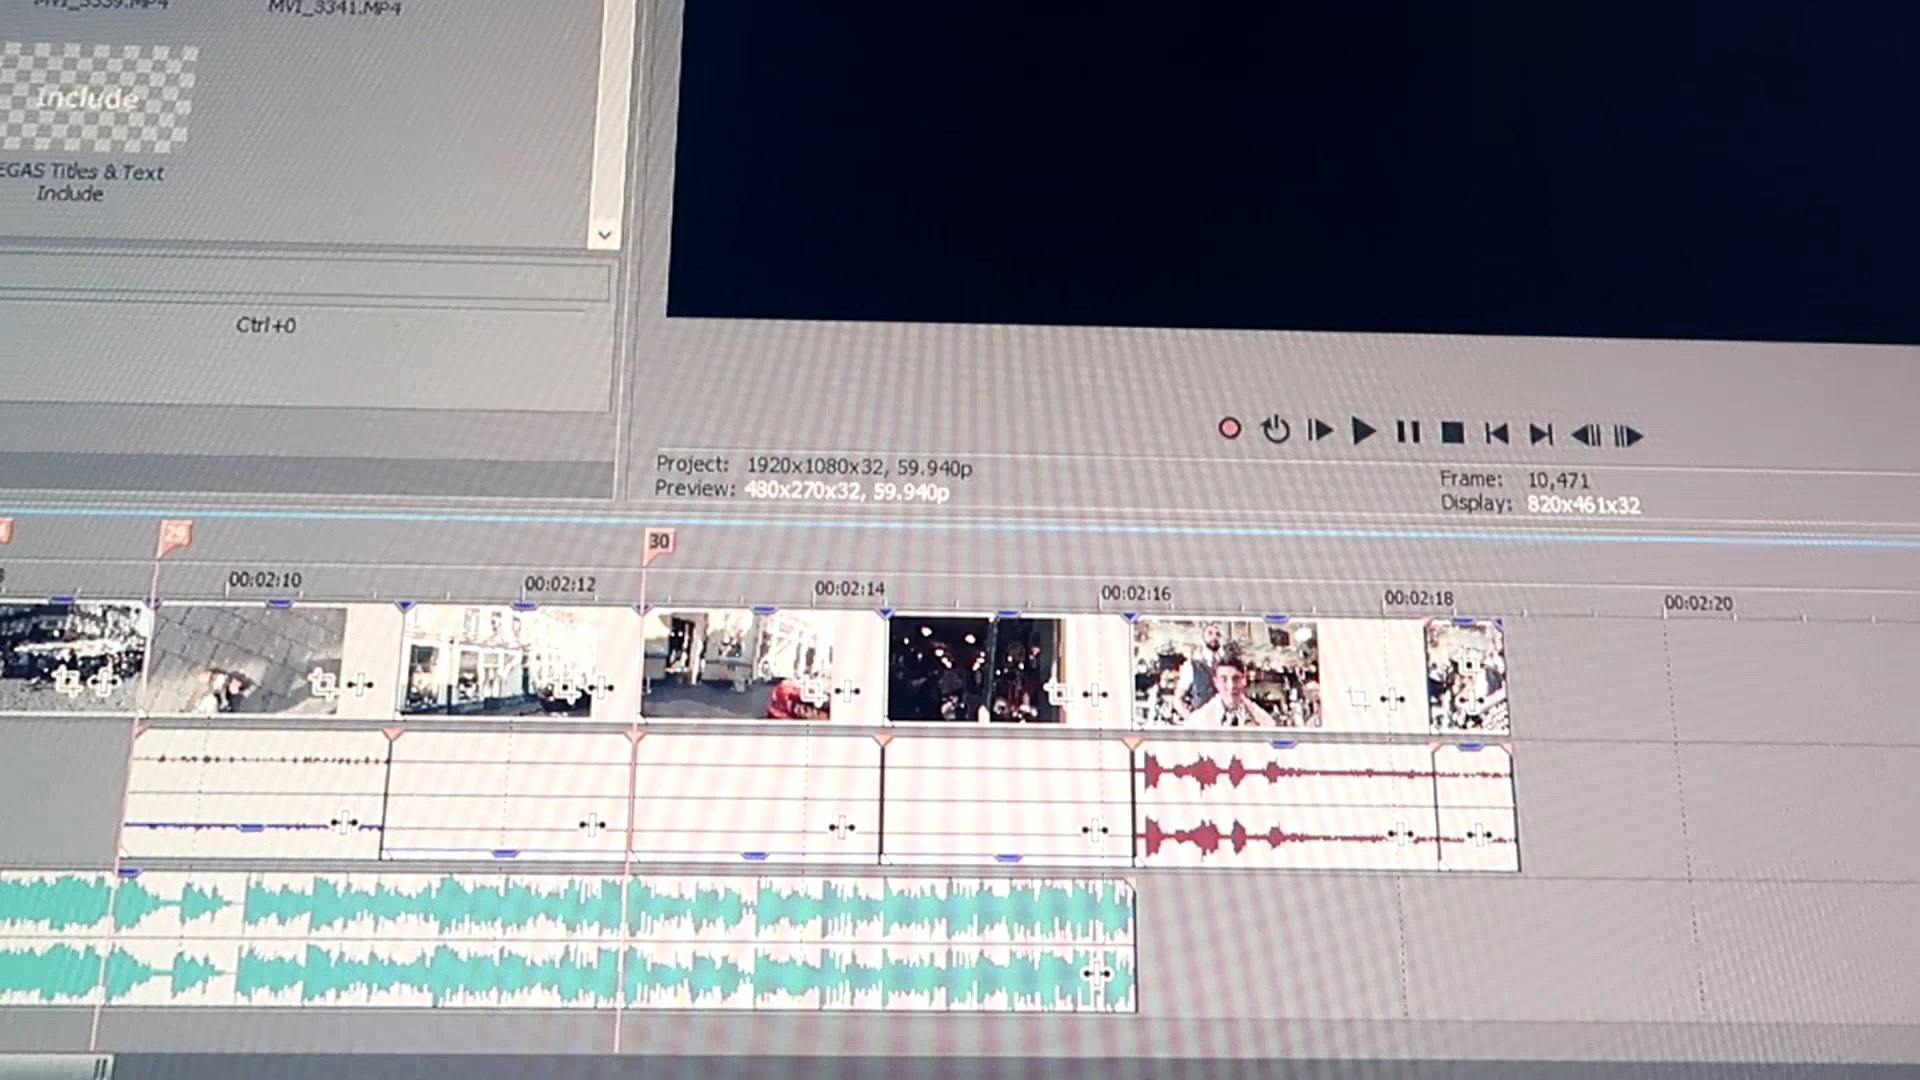 MVI_3339.MP4
MVI_3341.MP4
Include
EGAS Titles & Text
Include
Ctrl+0
Project: 1920x1080x32, 59.940p
Preview: 480x270x32, 59.940p
Frame: 10,471
Display: 820x461x32
29
30
00:02:10
00:02:12
00:02:14
00:02:16
00:02:18
00:02:20